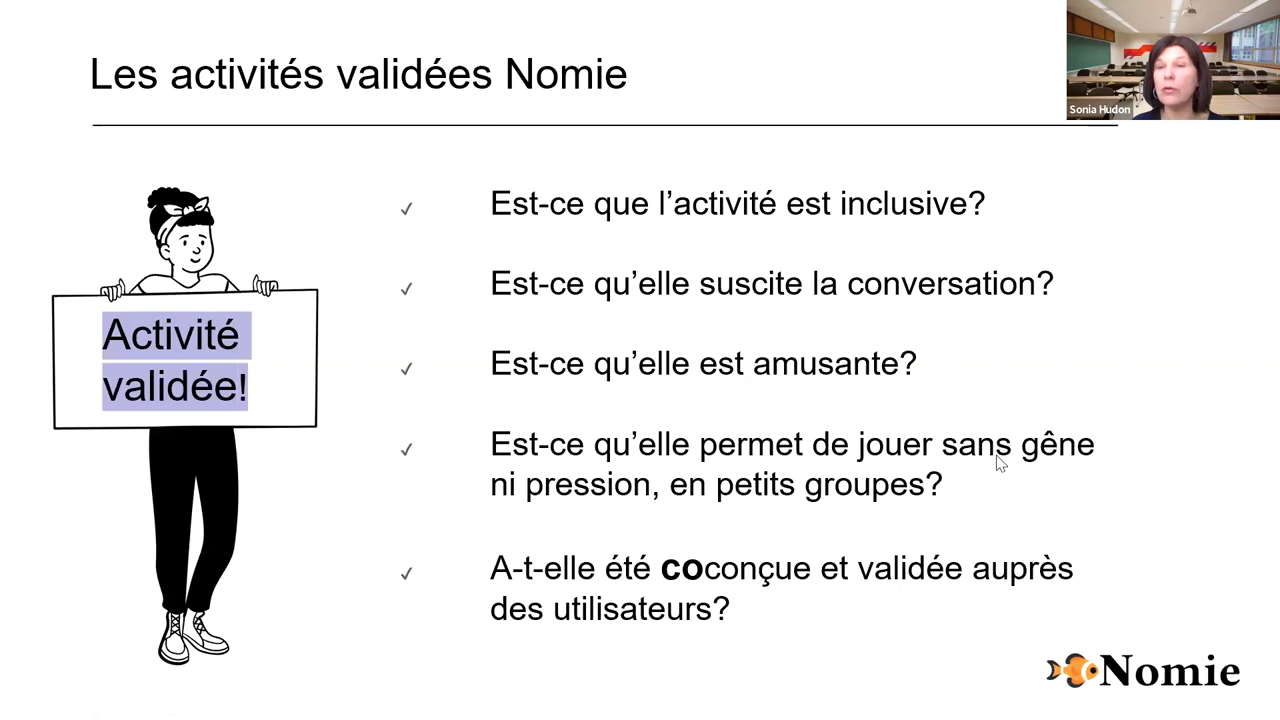 Les activités validées Nomie
Sonia Hudon
Activité
validée!
✓ Est-ce que l’activité est inclusive?
✓ Est-ce qu’elle suscite la conversation?
✓ Est-ce qu’elle est amusante?
✓ Est-ce qu’elle permet de jouer sans gêne
ni pression, en petits groupes?
✓ A-t-elle été coconçue et validée auprès
des utilisateurs?
Nomie